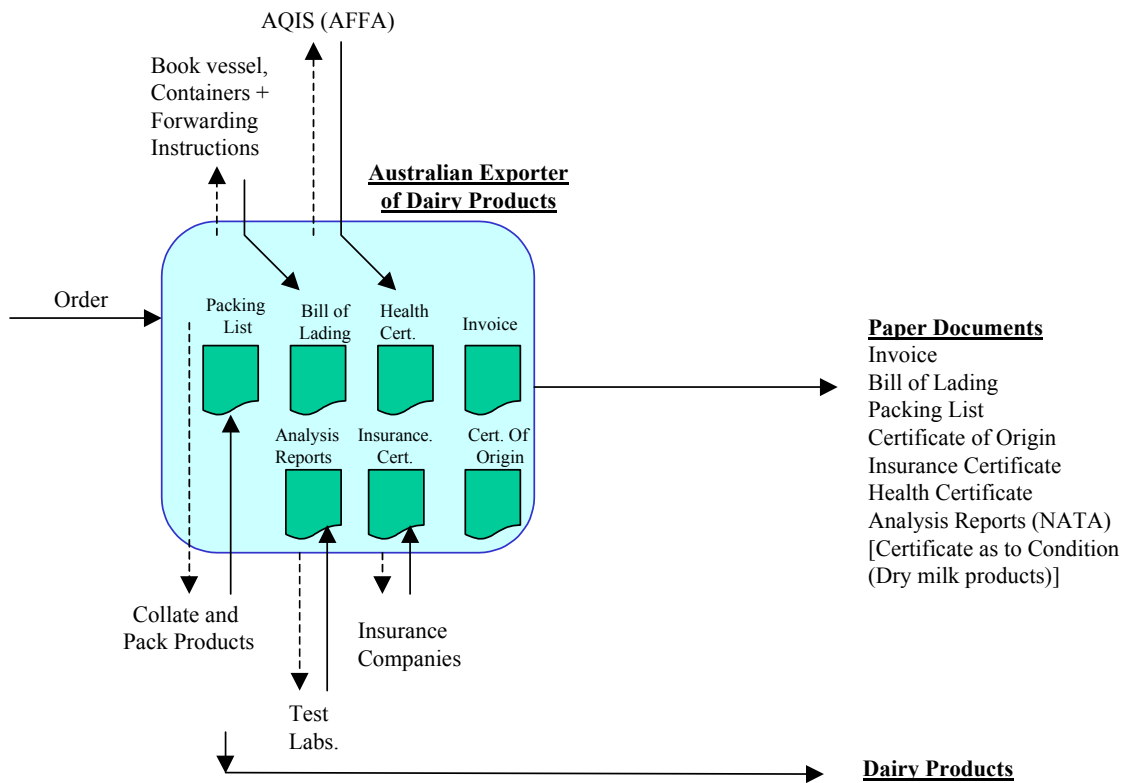 AQIS (AFFA)
Book vessel,
Containers +
Forwarding
Instructions
Australian Exporter
of Dairy Products
Order
Packing
List
Bill of
Lading
Health
Cert.
Invoice
Analysis
Reports
Insurance.
Cert.
Cert. Of
Origin
Collate and
Pack Products
Insurance
Companies
Test
Labs.
Paper Documents
Invoice
Bill of Lading
Packing List
Certificate of Origin
Insurance Certificate
Health Certificate
Analysis Reports (NATA)
[Certificate as to Condition
(Dry milk products)]
Dairy Products